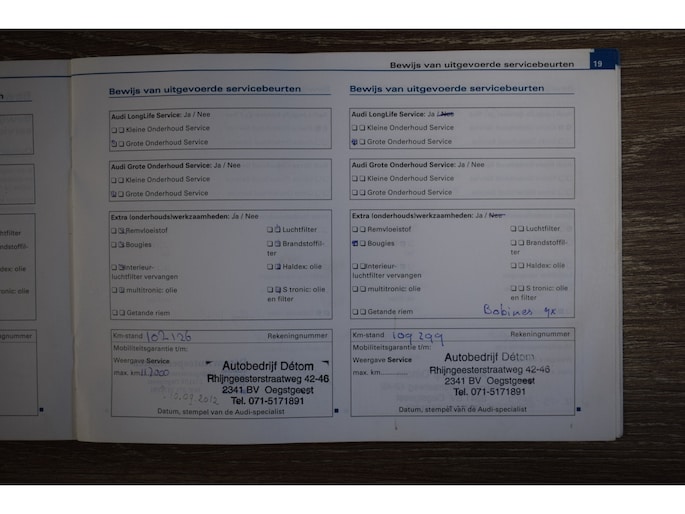 Bewijs van uitgevoerde servicebeurten 19
Bewijs van uitgevoerde servicebeurten
Audi LongLife Service: Ja / Nee
Kleine Onderhoud Service
Grote Onderhoud Service
Audi Grote Onderhoud Service: Ja / Nee
Kleine Onderhoud Service
Grote Onderhoud Service
Extra (onderhouds)werkzaamheden: Ja / Nee
Remvloeistof Luchtfilter
Bougies Brandstoffil-
ter
Interieur- Haldex: olie
luchtfilter vervangen
multitronic: olie S tronic: olie
en filter
Getande riem
Km-stand 102126 Rekeningnummer
Mobiliteitsgarantie t/m:
Weergave Service
max. km 117000
Autobedrijf Détom
Rhijngeesterstraatweg 42-46
2341 BV Oegstgeest
Tel. 071-5171891
Datum, stempel van de Audi-specialist
Bewijs van uitgevoerde servicebeurten
Audi LongLife Service: Ja / Nee
Kleine Onderhoud Service
Grote Onderhoud Service
Audi Grote Onderhoud Service: Ja / Nee
Kleine Onderhoud Service
Grote Onderhoud Service
Extra (onderhouds)werkzaamheden: Ja / Nee
Remvloeistof Luchtfilter
Bougies Brandstoffil-
ter
Interieur- Haldex: olie
luchtfilter vervangen
multitronic: olie S tronic: olie
en filter
Getande riem Bobines 4x
Km-stand 109299 Rekeningnummer
Mobiliteitsgarantie t/m:
Weergave Service
max. km
Autobedrijf Détom
Rhijngeesterstraatweg 42-46
2341 BV Oegstgeest
Tel. 071-5171891
Datum, stempel van de Audi-specialist